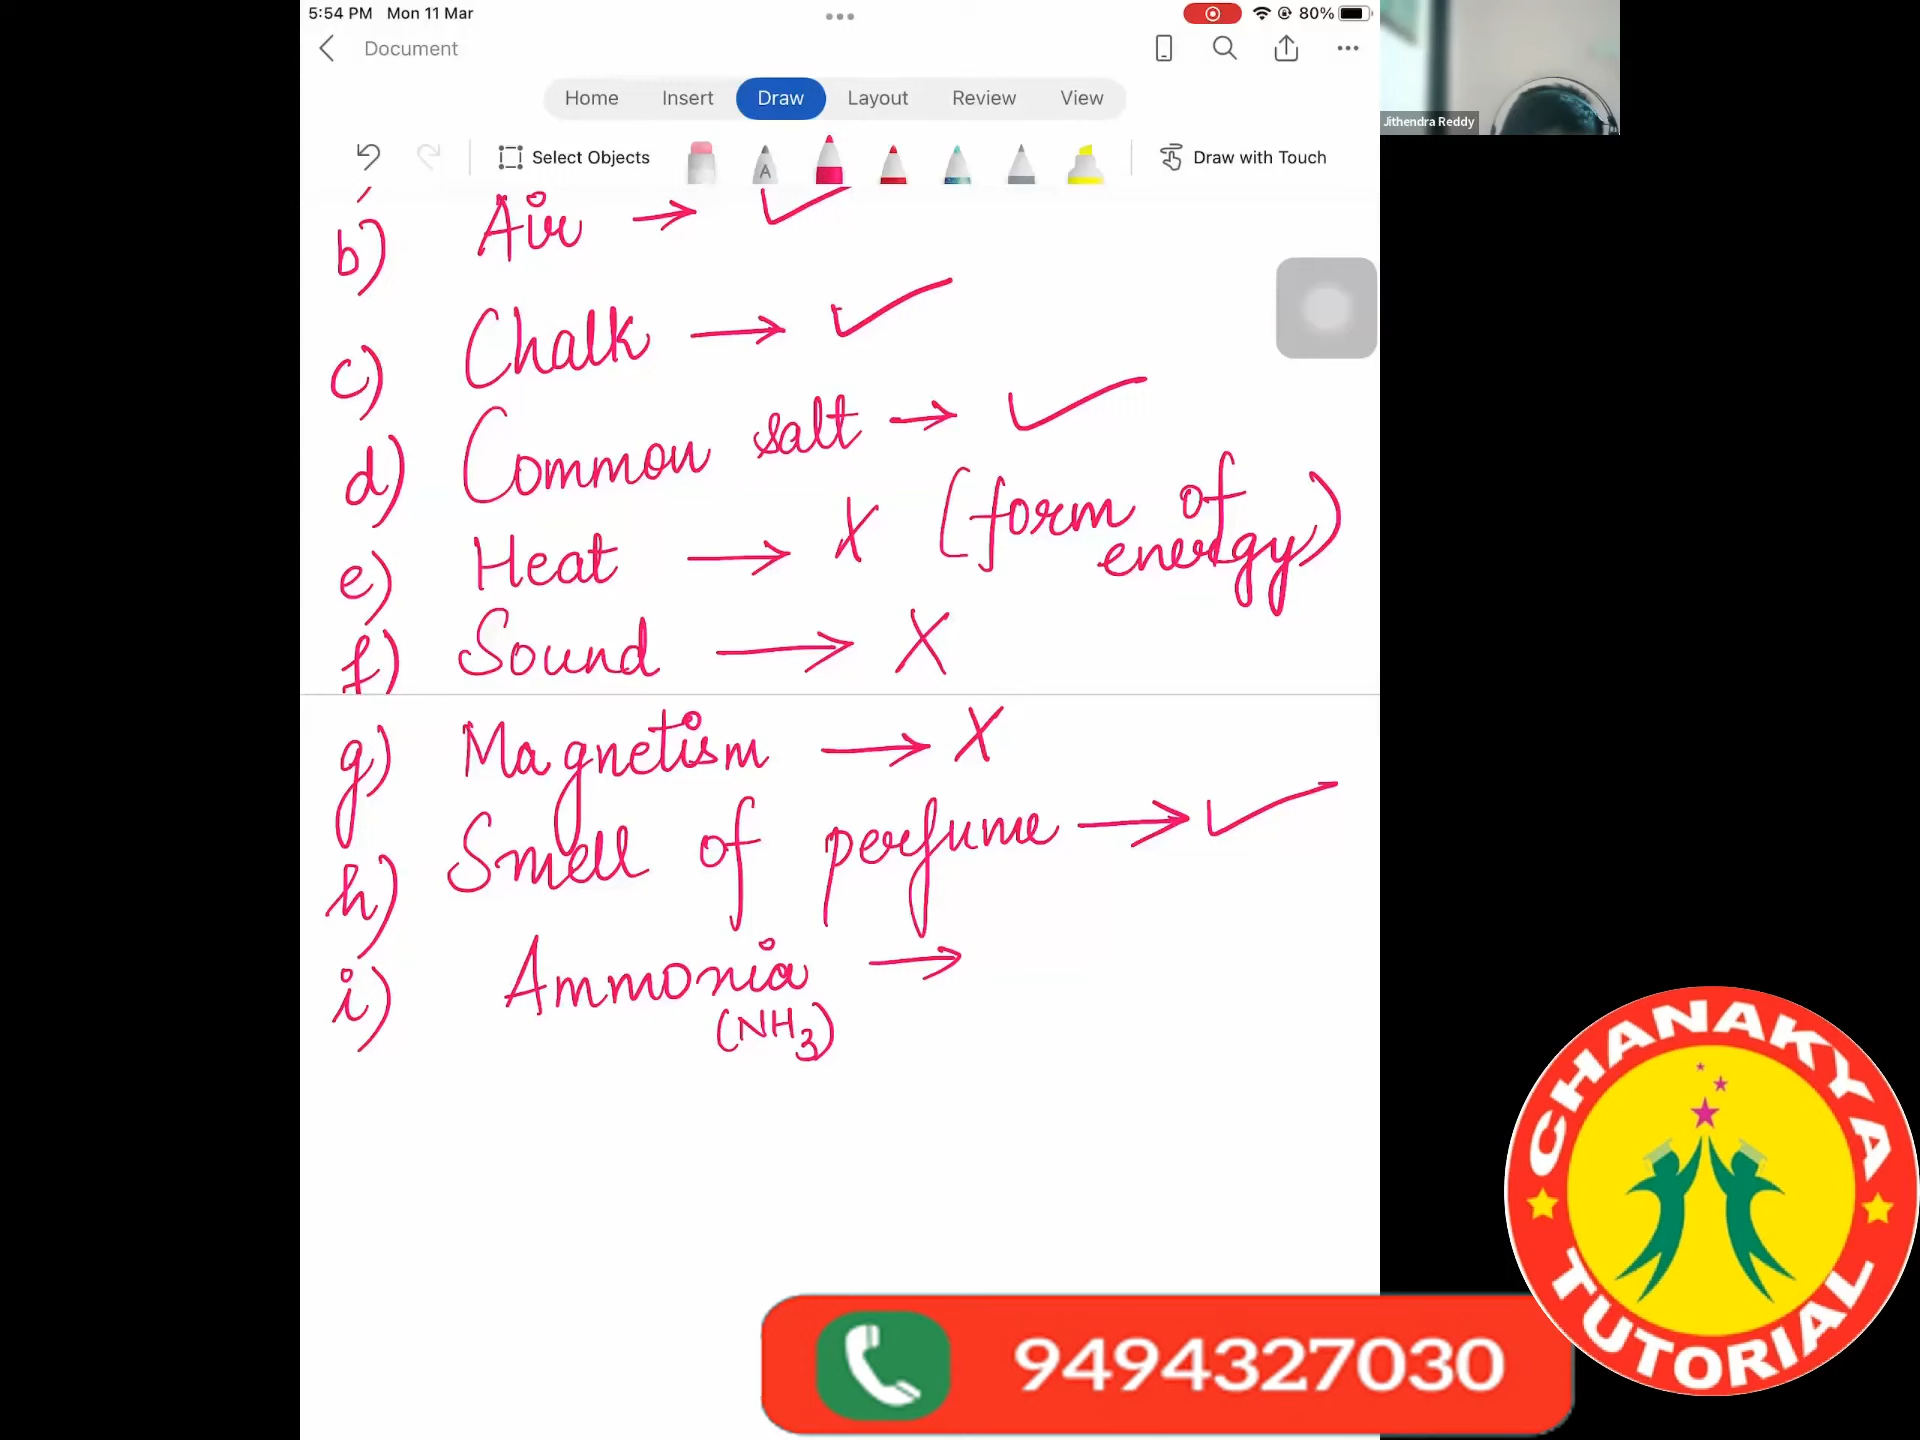 5:54 PM Mon 11 Mar
80%
Document
Home Insert Draw Layout Review View
Select Objects
A
Draw with Touch
Jithendra Reddy
b) Air → ✓
c) Chalk → ✓
d) Common salt → ✓
e) Heat → X (form of
energy)
f) Sound → X
g) Magnetism → X
h) Smell of perfume → ✓
i) Ammonia →
(NH3)
CHANAKYA
TUTORIAL
9494327030